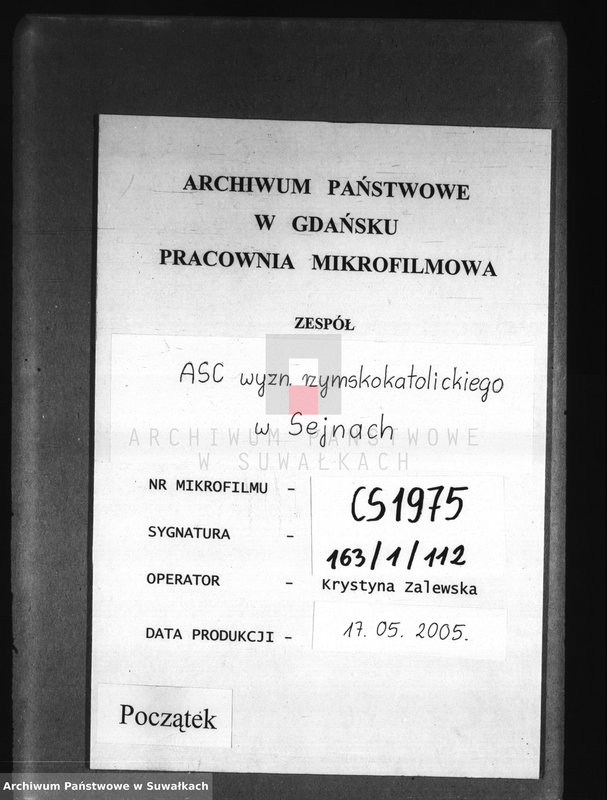 ARCHIWUM PAŃSTWOWE
W GDAŃSKU
PRACOWNIA MIKROFILMOWA
ZESPÓŁ
ASC wyzn. rzymskokatolickiego
w Sejnach
ARCHIWUM PAŃSTWOWE
W SUWAŁKACH
NR MIKROFILMU – CS1975
SYGNATURA – 163/1/112
OPERATOR – Krystyna Zalewska
DATA PRODUKCJI – 17. 05. 2005.
Początek
Archiwum Państwowe w Suwałkach